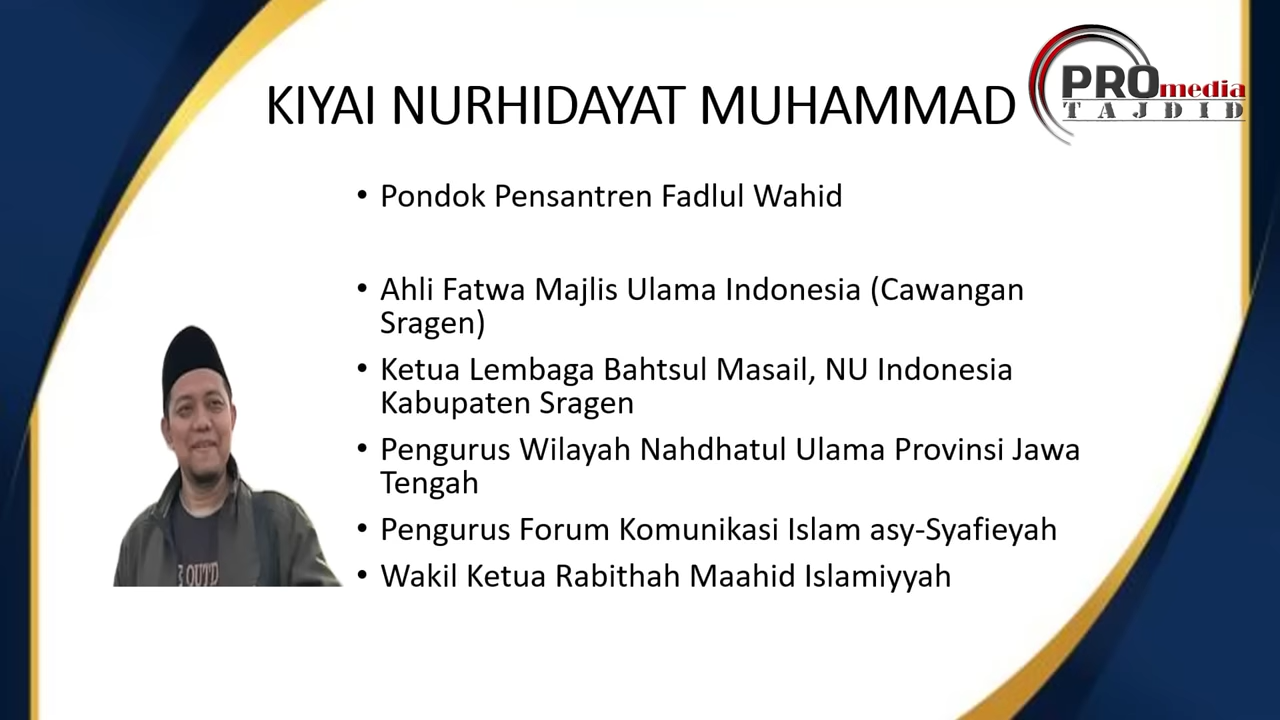 KIYAI NURHIDAYAT MUHAMMAD
PROmedia
TAJDID
• Pondok Pensantren Fadlul Wahid
• Ahli Fatwa Majlis Ulama Indonesia (Cawangan
Sragen)
• Ketua Lembaga Bahtsul Masail, NU Indonesia
Kabupaten Sragen
• Pengurus Wilayah Nahdhatul Ulama Provinsi Jawa
Tengah
• Pengurus Forum Komunikasi Islam asy-Syafieyah
• Wakil Ketua Rabithah Maahid Islamiyyah